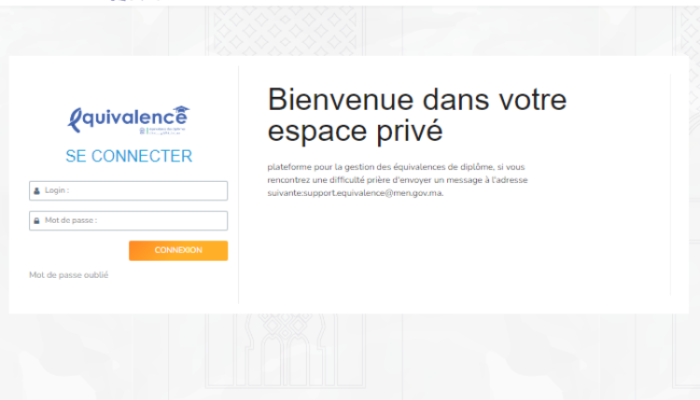 équivalence
SE CONNECTER
Login :
Mot de passe :
CONNEXION
Mot de passe oublié
Bienvenue dans votre
espace privé
plateforme pour la gestion des équivalences de diplôme, si vous
rencontrez une difficulté prière d'envoyer un message à l'adresse
suivante:support.equivalence@men.gov.ma.